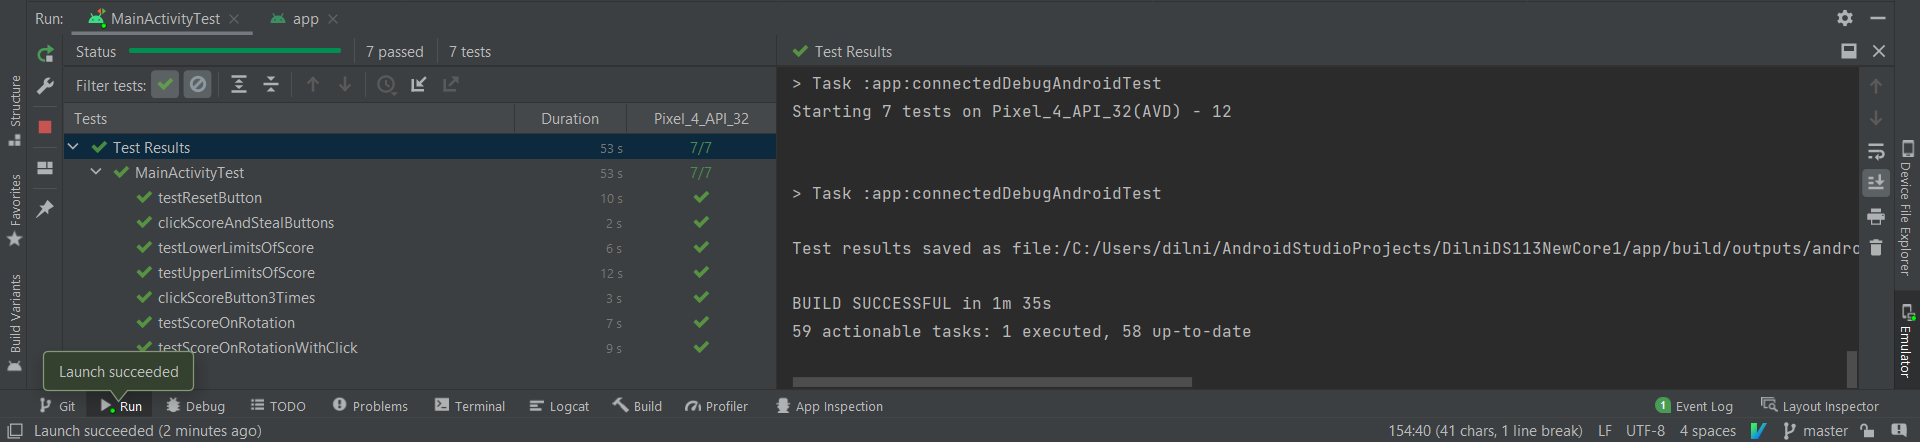 Run: MainActivityTest app
Status 7 passed 7 tests
Filter tests:
Tests Duration Pixel_4_API_32
Test Results 53 s 7/7
MainActivityTest 53 s 7/7
testResetButton 10 s
clickScoreAndStealButtons 2 s
testLowerLimitsOfScore 6 s
testUpperLimitsOfScore 12 s
clickScoreButton3Times 3 s
testScoreOnRotation 7 s
testScoreOnRotationWithClick 9 s
Launch succeeded
Test Results
> Task :app:connectedDebugAndroidTest
Starting 7 tests on Pixel_4_API_32(AVD) - 12
> Task :app:connectedDebugAndroidTest
Test results saved as file:/C:/Users/dilni/AndroidStudioProjects/DilniDS113NewCore1/app/build/outputs/andro
BUILD SUCCESSFUL in 1m 35s
59 actionable tasks: 1 executed, 58 up-to-date
Structure
Favorites
Build Variants
Device File Explorer
Emulator
Git Run Debug TODO Problems Terminal Logcat Build Profiler App Inspection 1 Event Log Layout Inspector
Launch succeeded (2 minutes ago) 154:40 (41 chars, 1 line break) LF UTF-8 4 spaces master